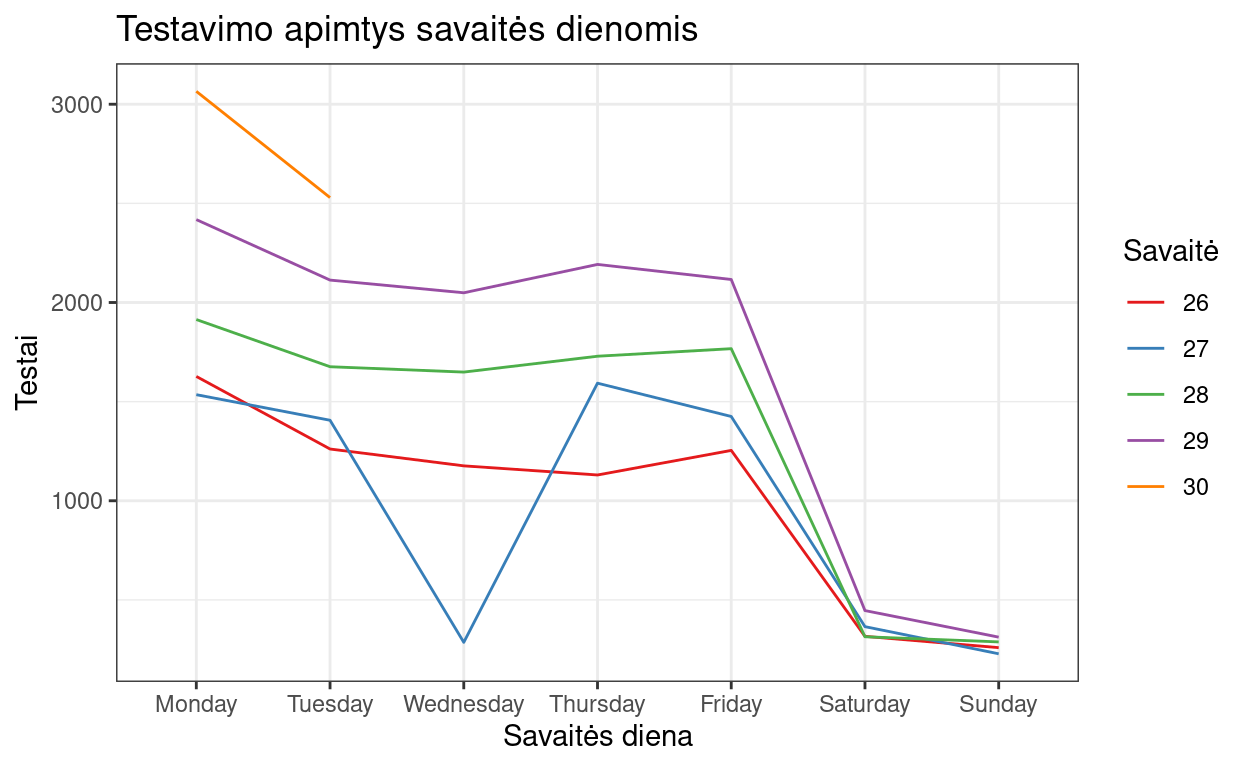 Testavimo apimtys savaitės dienomis
3000
2000
1000
Testai
Monday Tuesday Wednesday Thursday Friday Saturday Sunday
Savaitės diena
Savaitė
26
27
28
29
30